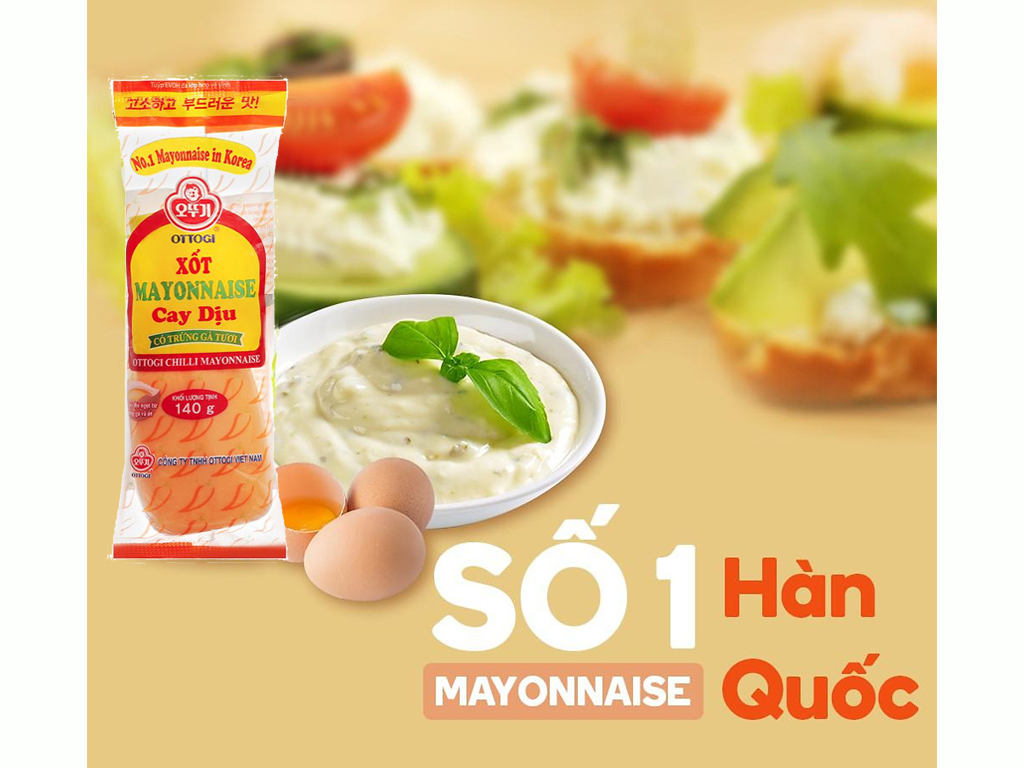 고소하고 부드러운 맛!
No.1 Mayonnaise in Korea
오뚜기
OTTOGI
XỐT
MAYONNAISE
Cay Dịu
CÓ TRỨNG GÀ TƯƠI
OTTOGI CHILLI MAYONNAISE
KHỐI LƯỢNG TỊNH
140 g
오뚜기
OTTOGI
CÔNG TY TNHH OTTOGI VIỆT NAM
SỐ 1
MAYONNAISE
Hàn
Quốc